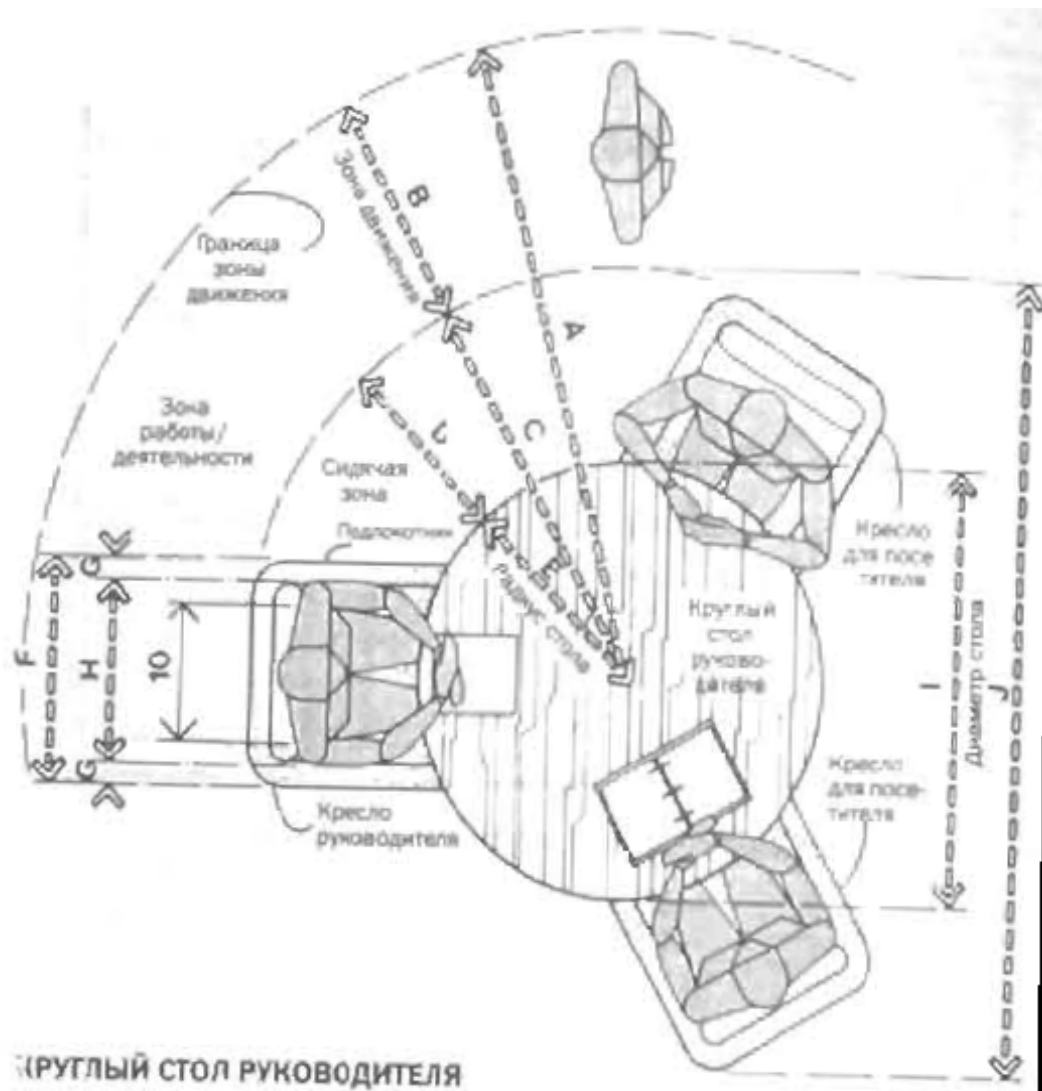 A
B
Зона движения
Граница
зоны
движения
C
Зона
работы/
деятельности
D
Сидячая
зона
Подлокотник
E
Радиус стола
Кресло
для посе
тителя
Круглый
стол
руково-
дителя
F
G
H
10
G
I
Диаметр стола
J
Кресло
для посе-
тителя
Кресло
руководителя
КРУГЛЫЙ СТОЛ РУКОВОДИТЕЛЯ